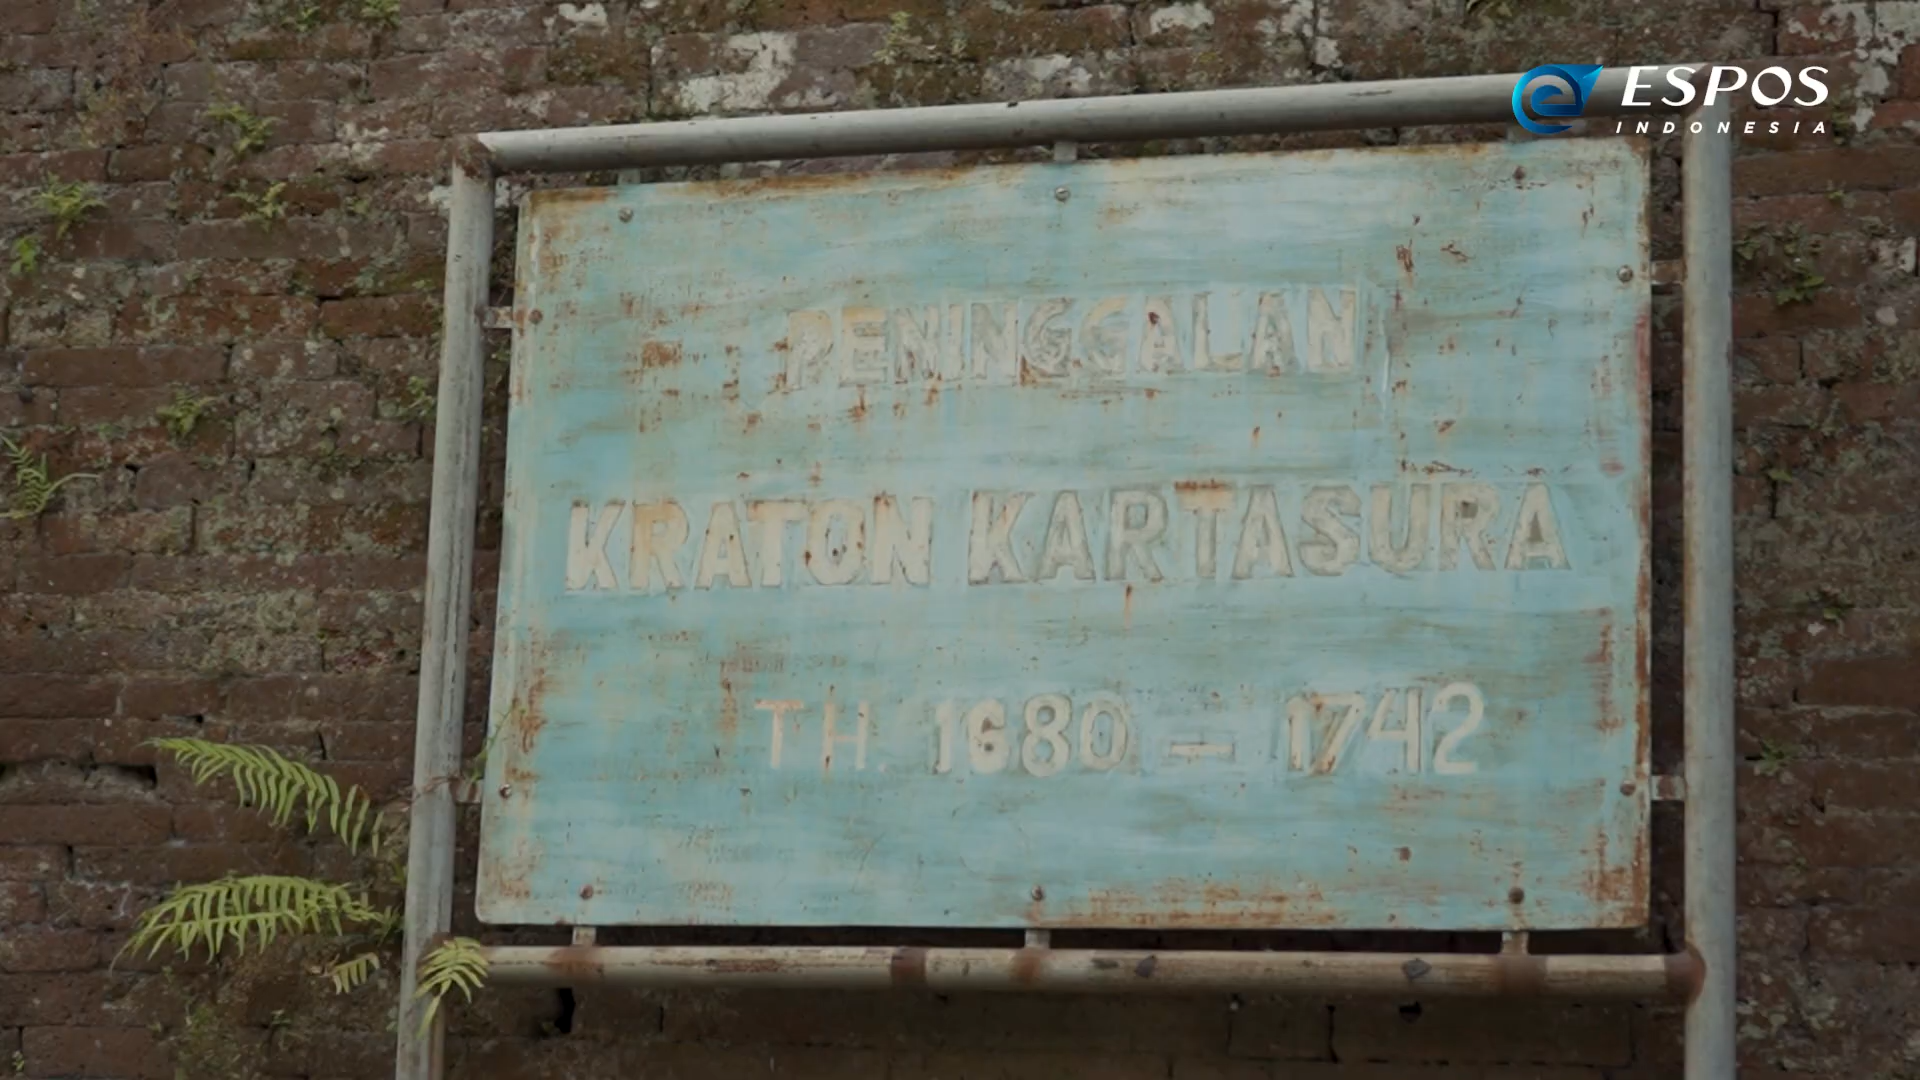 ESPOS
INDONESIA
PENINGGALAN
KRATON KARTASURA
TH. 1680 - 1742